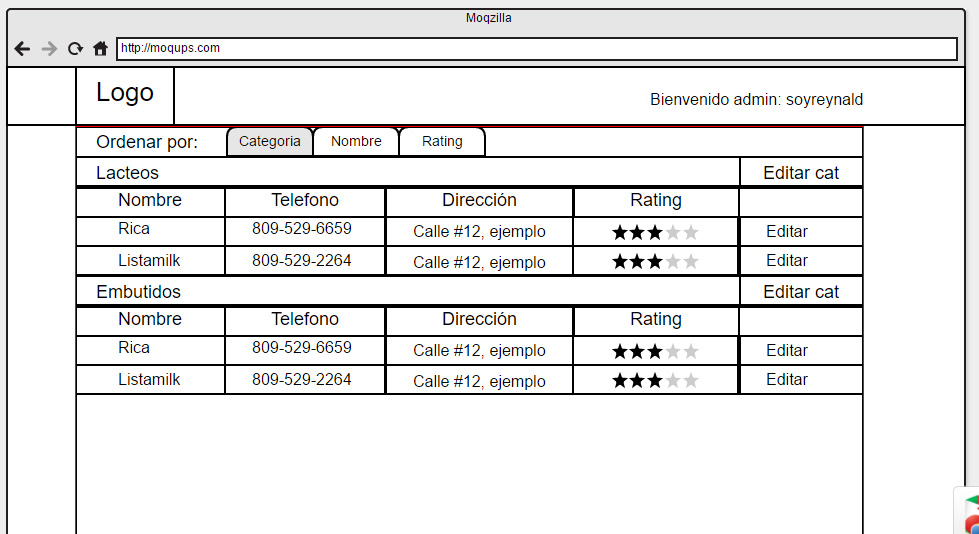 Moqzilla
http://moqups.com
Logo
Bienvenido admin: soyreynald
Ordenar por: Categoria Nombre Rating
Lacteos Editar cat
Nombre Telefono Dirección Rating
Rica 809-529-6659 Calle #12, ejemplo Editar
Listamilk 809-529-2264 Calle #12, ejemplo Editar
Embutidos Editar cat
Nombre Telefono Dirección Rating
Rica 809-529-6659 Calle #12, ejemplo Editar
Listamilk 809-529-2264 Calle #12, ejemplo Editar